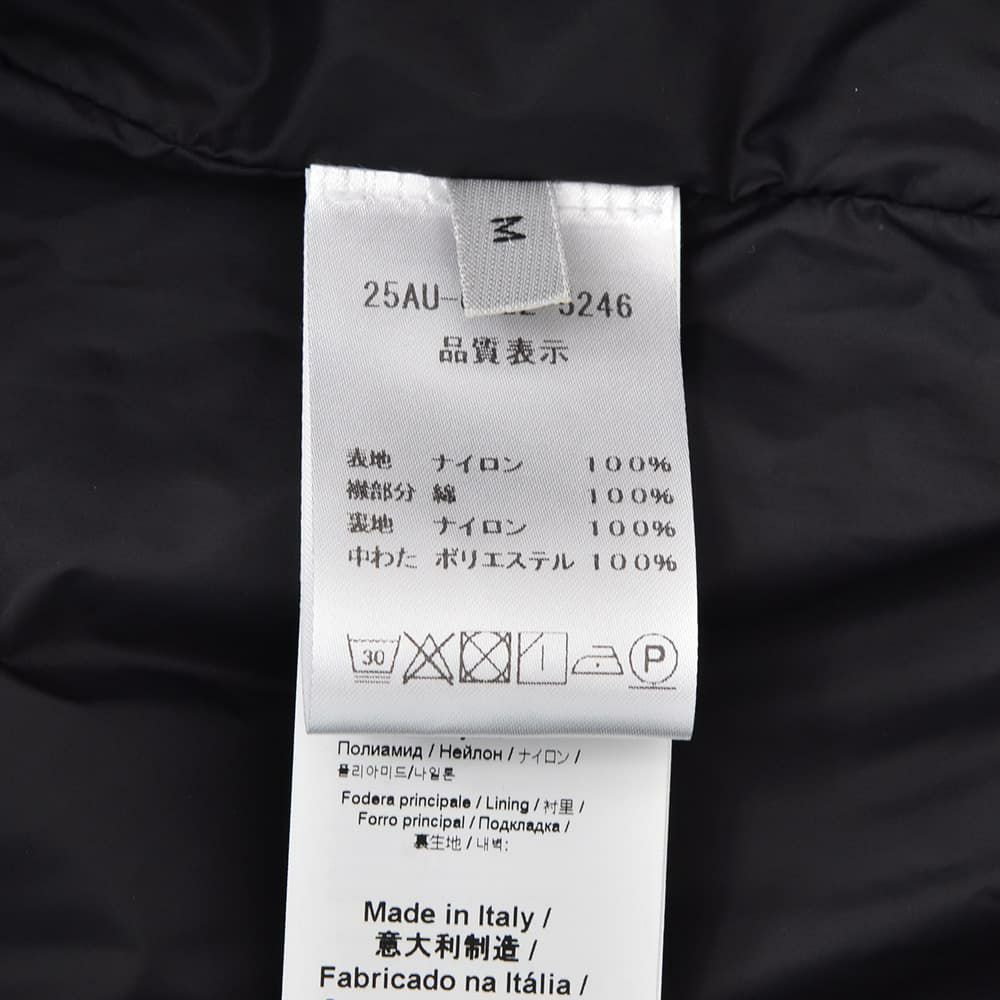 M
25AU- 5246
品質表示
表地 ナイロン 100%
襟部分 綿 100%
裏地 ナイロン 100%
中わた ポリエステル 100%
30 P
Полиамид / Нейлон / ナイロン /
폴리아미드/나일론
Fodera principale / Lining / 衬里 /
Forro principal / Подкладка /
裏生地 / 내벽:
Made in Italy /
意大利制造 /
Fabricado na Itália /